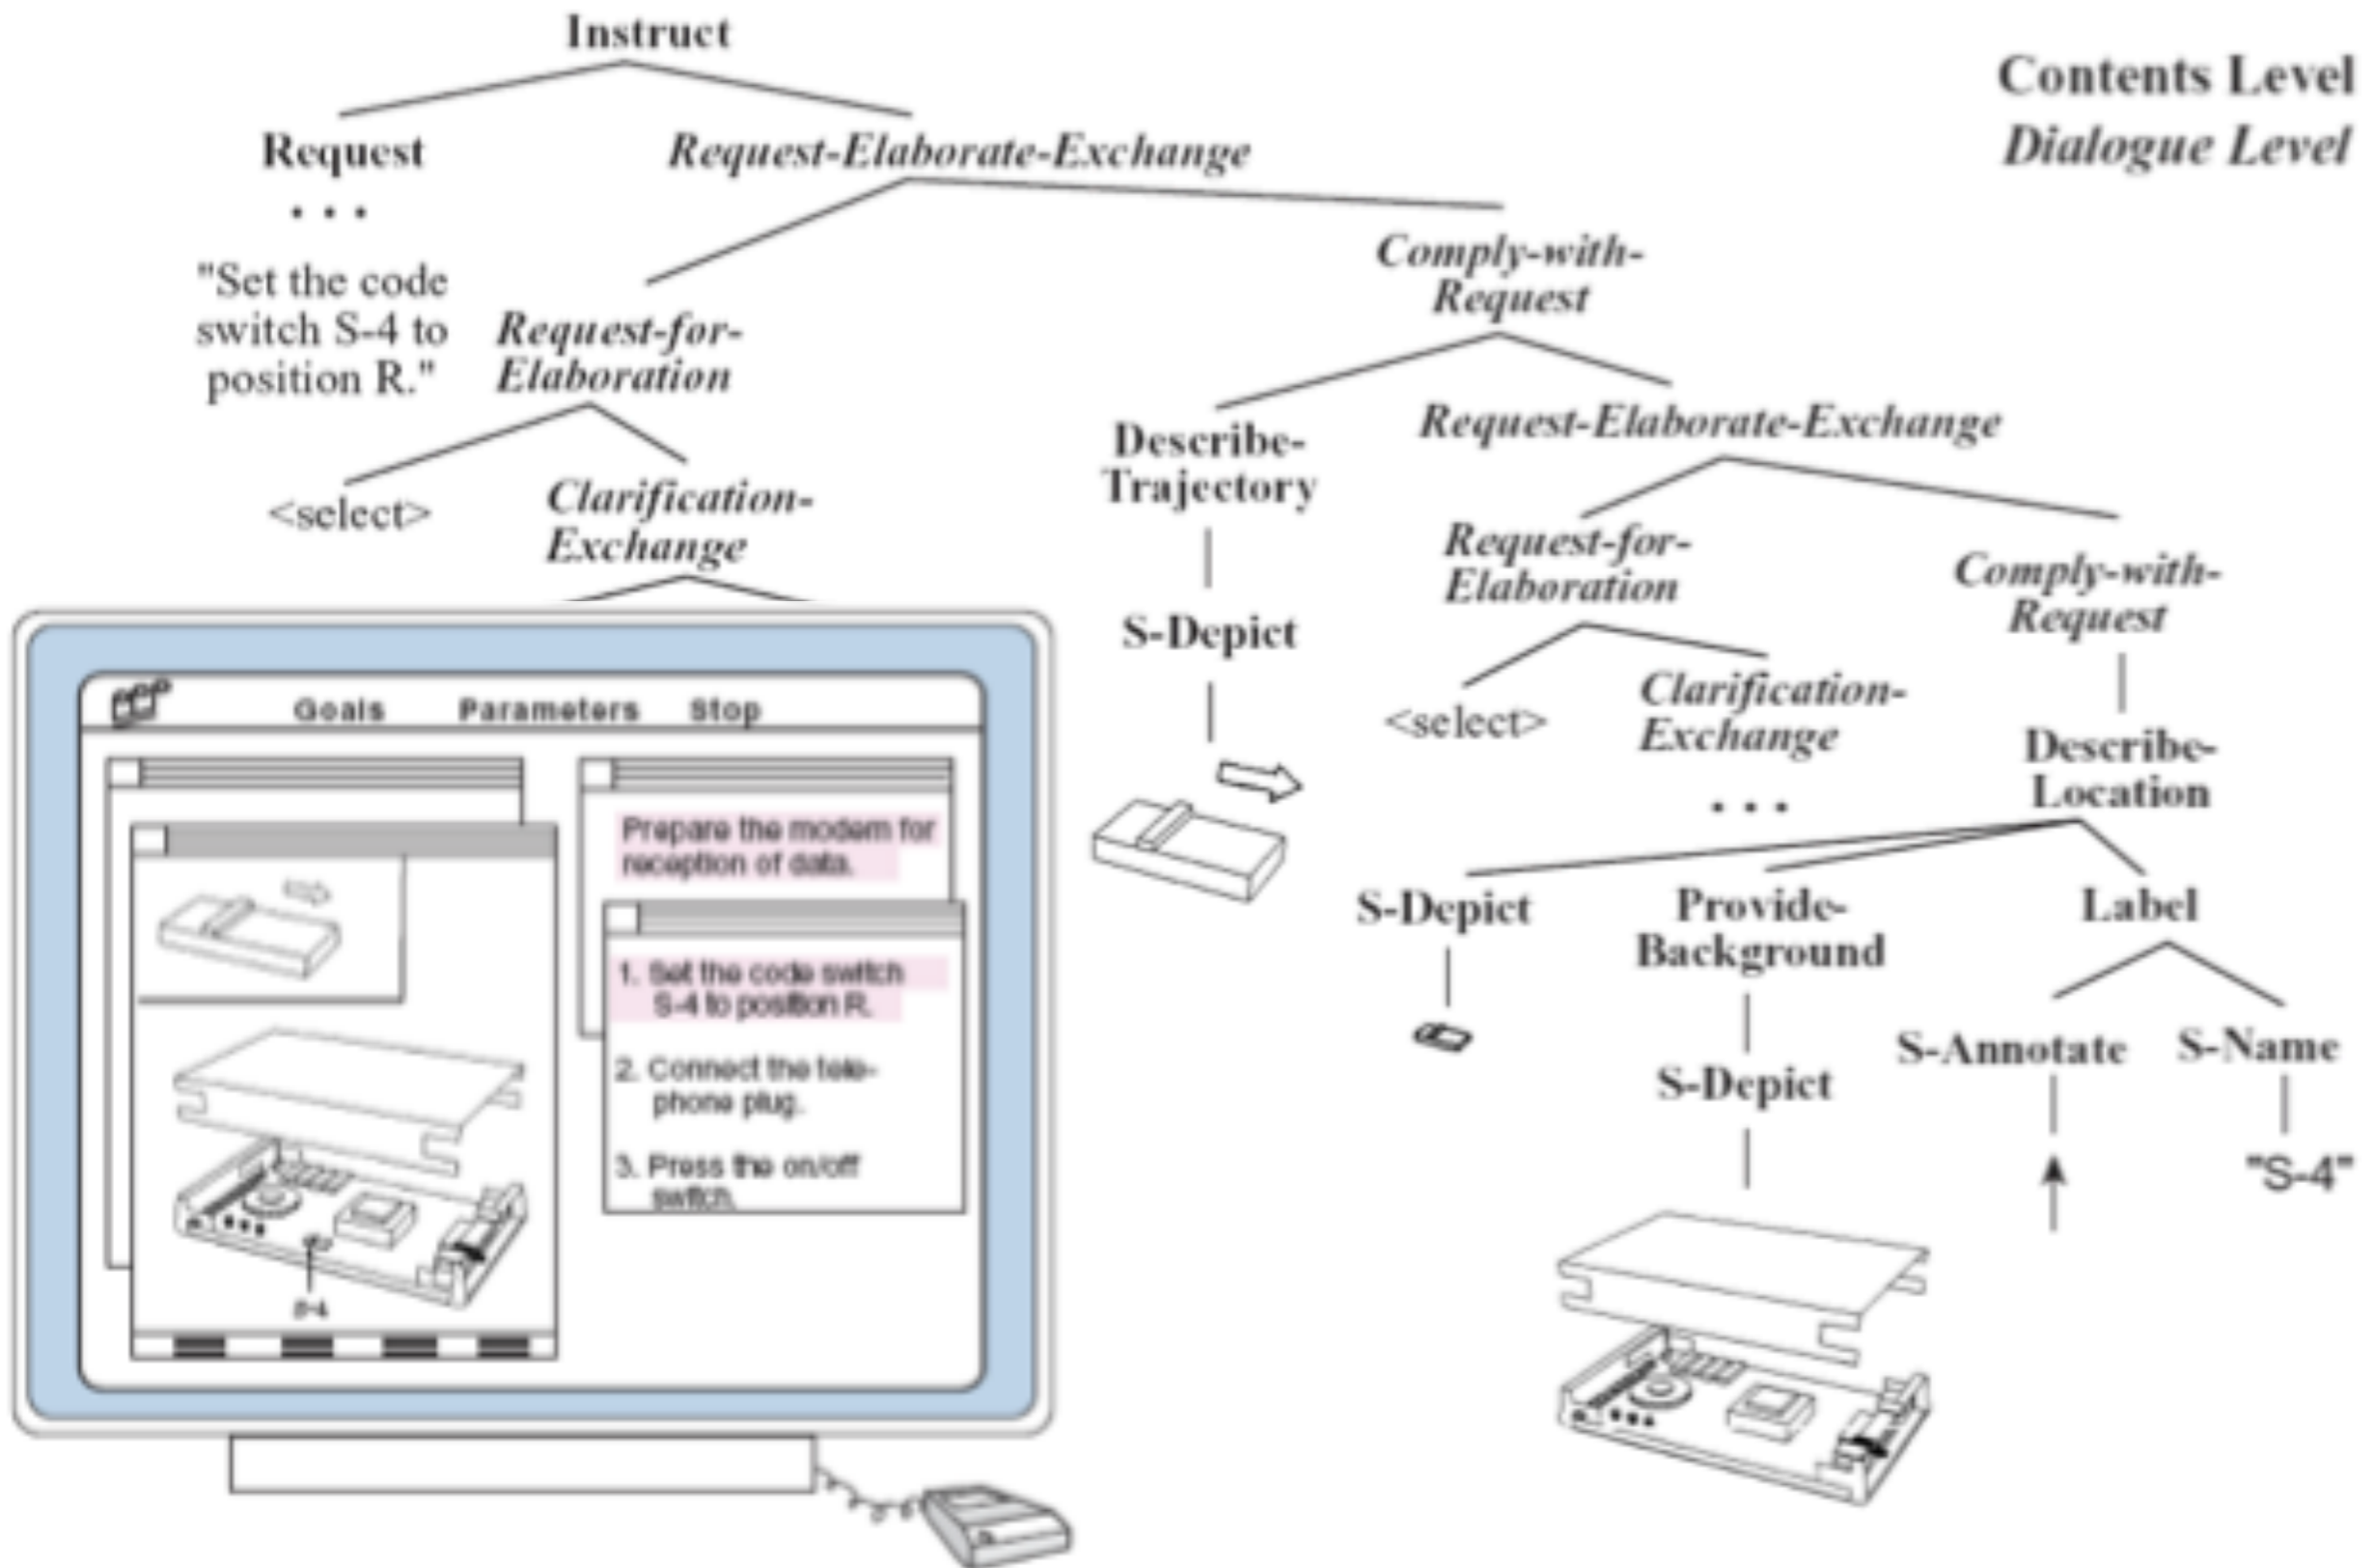 Instruct
Contents Level
Dialogue Level
Request
Request-Elaborate-Exchange
. . .
"Set the code
switch S-4 to
position R."
Request-for-
Elaboration
Comply-with-
Request
<select>
Clarification-
Exchange
Describe-
Trajectory
Request-Elaborate-Exchange
S-Depict
Request-for-
Elaboration
Comply-with-
Request
<select>
Clarification-
Exchange
. . .
Describe-
Location
S-Depict
Provide-
Background
Label
S-Depict
S-Annotate
S-Name
"S-4"
Goals Parameters Stop
Prepare the modem for
reception of data.
1. Set the code switch
S-4 to position R.
2. Connect the tele-
phone plug.
3. Press the on/off
switch.
S-4